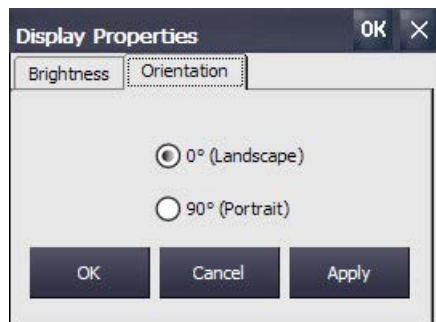 Display Properties OK ×
Brightness Orientation
0° (Landscape)
90° (Portrait)
OK Cancel Apply